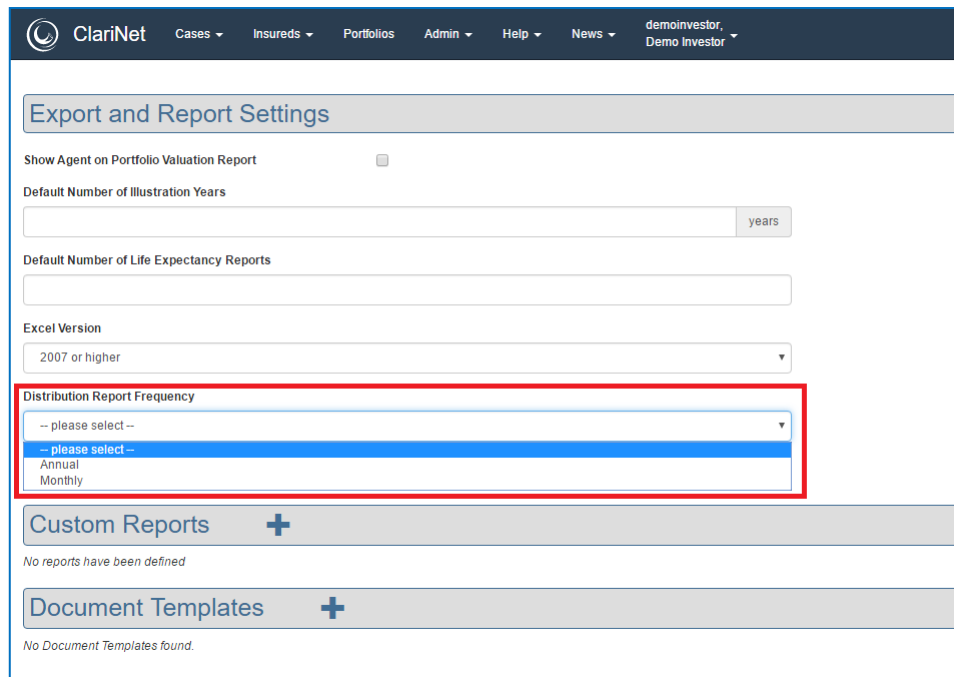 ClariNet Cases Insureds Portfolios Admin Help News demoinvestor,
Demo Investor
Export and Report Settings
Show Agent on Portfolio Valuation Report
Default Number of Illustration Years
years
Default Number of Life Expectancy Reports
Excel Version
2007 or higher
Distribution Report Frequency
-- please select --
-- please select --
Annual
Monthly
Custom Reports
No reports have been defined
Document Templates
No Document Templates found.